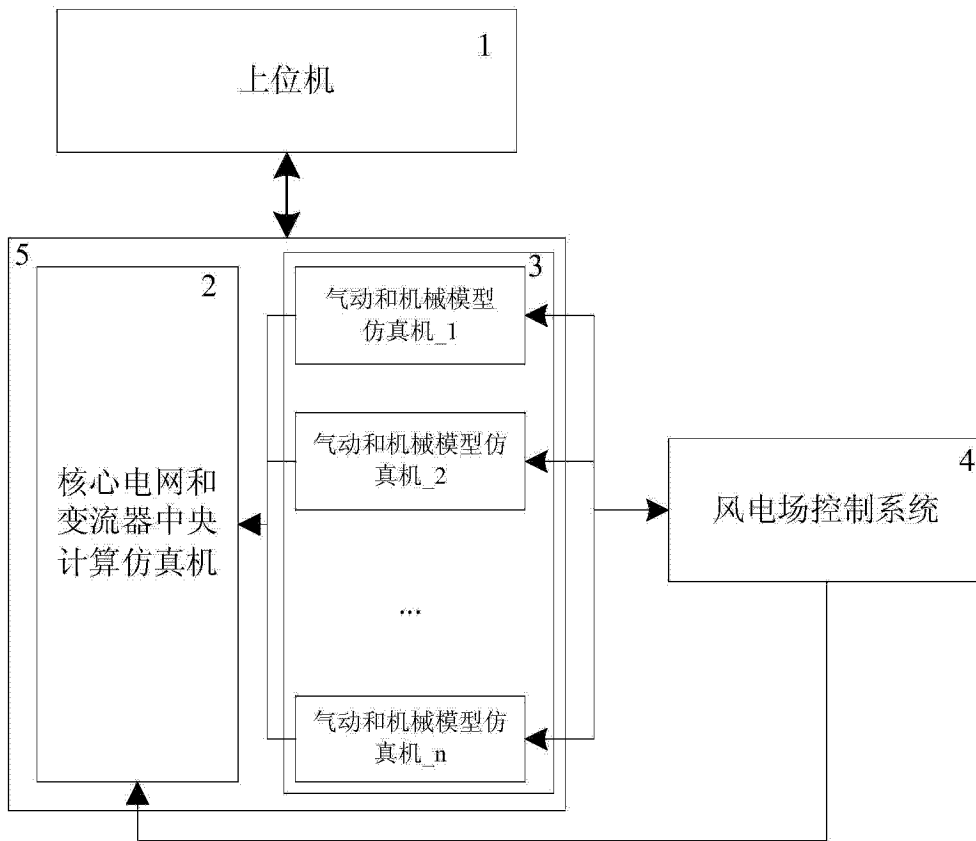 1
上位机
5
2
核心电网和
变流器中央
计算仿真机
3
气动和机械模型
仿真机_1
气动和机械模型仿
真机_2
...
气动和机械模型仿
真机_n
4
风电场控制系统